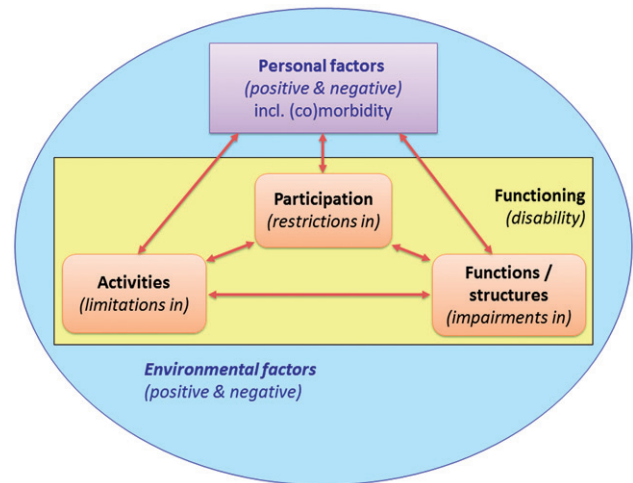 Personal factors
(positive & negative)
incl. (co)morbidity
Participation
(restrictions in)
Functioning
(disability)
Activities
(limitations in)
Functions /
structures
(impairments in)
Environmental factors
(positive & negative)